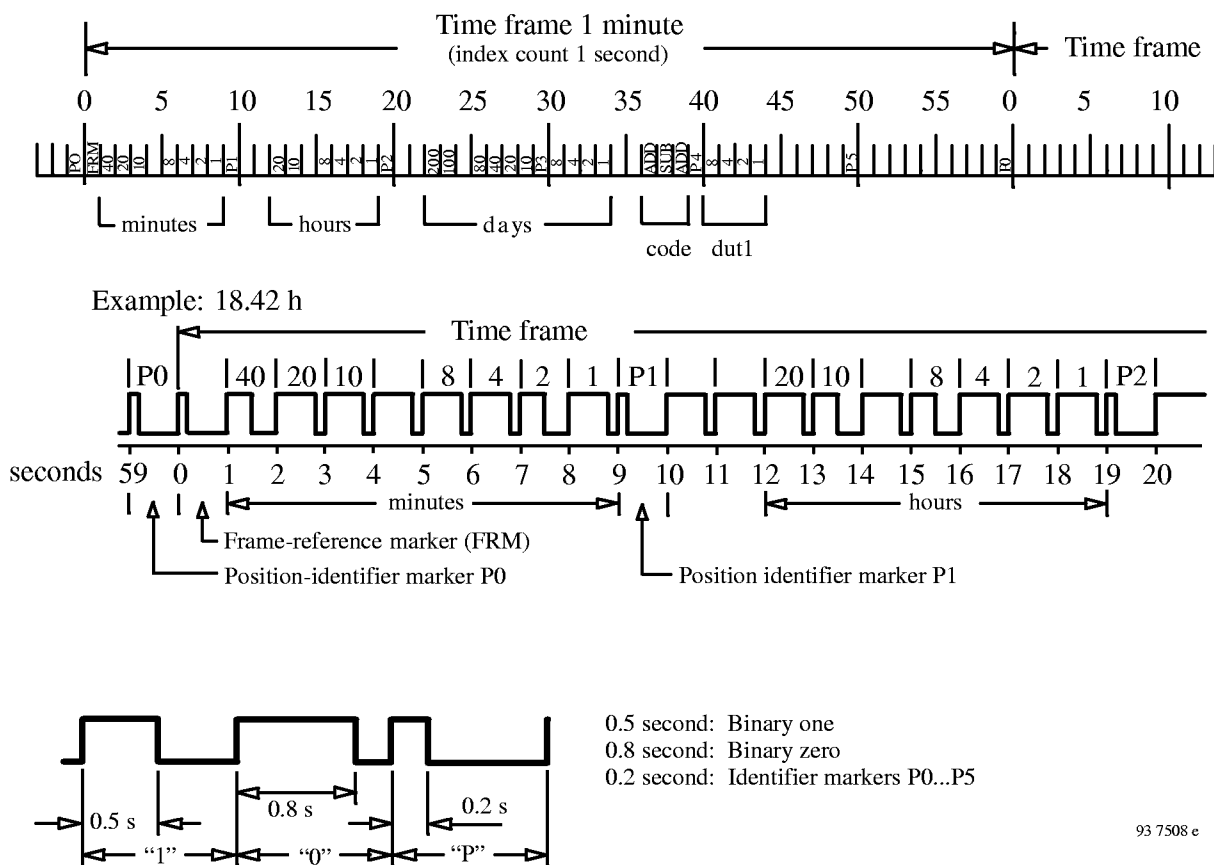 Time frame 1 minute
(index count 1 second)
Time frame
0 5 10 15 20 25 30 35 40 45 50 55 0 5 10
P0 FRM 40 20 10 8 4 2 1 P1 20 10 8 4 2 1 P2 200 100 80 40 20 10 P3 8 4 2 1 ADD SUB ADD P4 8 4 2 1 P5 P0
minutes hours days code dut1
Example: 18.42 h
Time frame
P0 40 20 10 8 4 2 1 P1 20 10 8 4 2 1 P2
seconds 59 0 1 2 3 4 5 6 7 8 9 10 11 12 13 14 15 16 17 18 19 20
minutes hours
Frame-reference marker (FRM)
Position-identifier marker P0 Position identifier marker P1
0.5 second: Binary one
0.8 second: Binary zero
0.2 second: Identifier markers P0...P5
0.5 s 0.8 s 0.2 s
“1” “0” “P”
93 7508 e